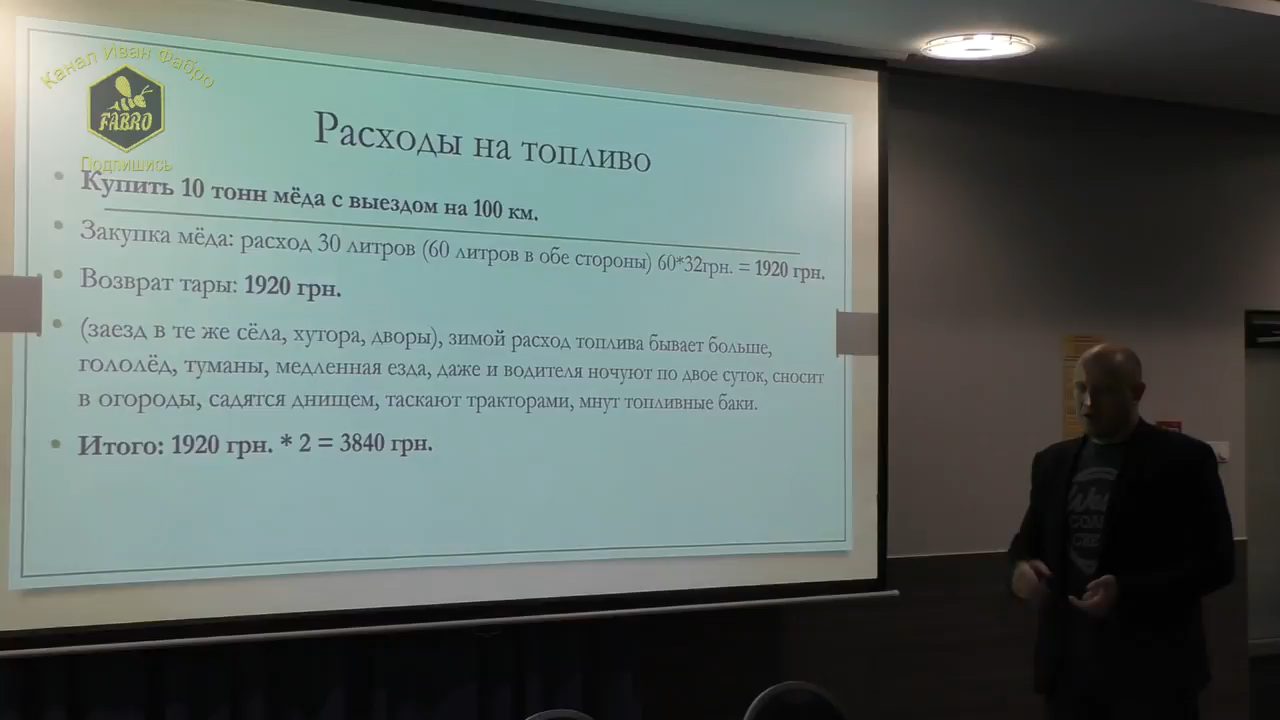 Канал Иван Фабро
FABRO
Подпишись
Расходы на топливо
Купить 10 тонн мёда с выездом на 100 км.
Закупка мёда: расход 30 литров (60 литров в обе стороны) 60*32грн. = 1920 грн.
Возврат тары: 1920 грн.
(заезд в те же сёла, хутора, дворы), зимой расход топлива бывает больше,
гололёд, туманы, медленная езда, даже и водителя ночуют по двое суток, сносит
в огороды, садятся днищем, таскают тракторами, мнут топливные баки.
Итого: 1920 грн. * 2 = 3840 грн.